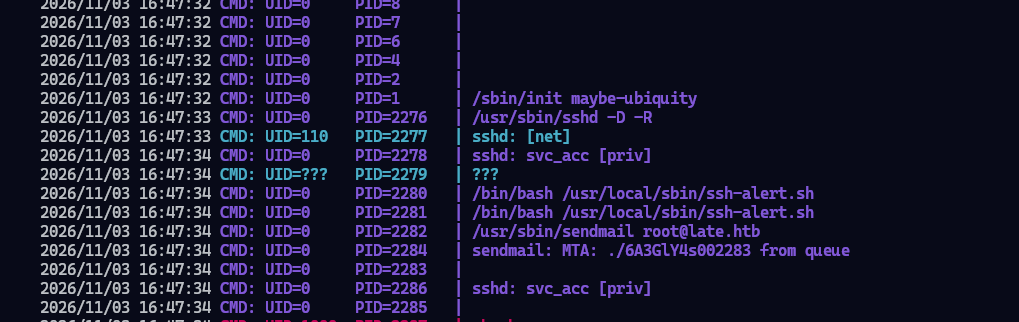 2026/11/03 16:47:32 CMD: UID=0 PID=8 |
2026/11/03 16:47:32 CMD: UID=0 PID=7 |
2026/11/03 16:47:32 CMD: UID=0 PID=6 |
2026/11/03 16:47:32 CMD: UID=0 PID=4 |
2026/11/03 16:47:32 CMD: UID=0 PID=2 |
2026/11/03 16:47:32 CMD: UID=0 PID=1 | /sbin/init maybe-ubiquity
2026/11/03 16:47:33 CMD: UID=0 PID=2276 | /usr/sbin/sshd -D -R
2026/11/03 16:47:33 CMD: UID=110 PID=2277 | sshd: [net]
2026/11/03 16:47:34 CMD: UID=0 PID=2278 | sshd: svc_acc [priv]
2026/11/03 16:47:34 CMD: UID=??? PID=2279 | ???
2026/11/03 16:47:34 CMD: UID=0 PID=2280 | /bin/bash /usr/local/sbin/ssh-alert.sh
2026/11/03 16:47:34 CMD: UID=0 PID=2281 | /bin/bash /usr/local/sbin/ssh-alert.sh
2026/11/03 16:47:34 CMD: UID=0 PID=2282 | /usr/sbin/sendmail root@late.htb
2026/11/03 16:47:34 CMD: UID=0 PID=2284 | sendmail: MTA: ./6A3GlY4s002283 from queue
2026/11/03 16:47:34 CMD: UID=0 PID=2283 |
2026/11/03 16:47:34 CMD: UID=0 PID=2286 | sshd: svc_acc [priv]
2026/11/03 16:47:34 CMD: UID=0 PID=2285 |